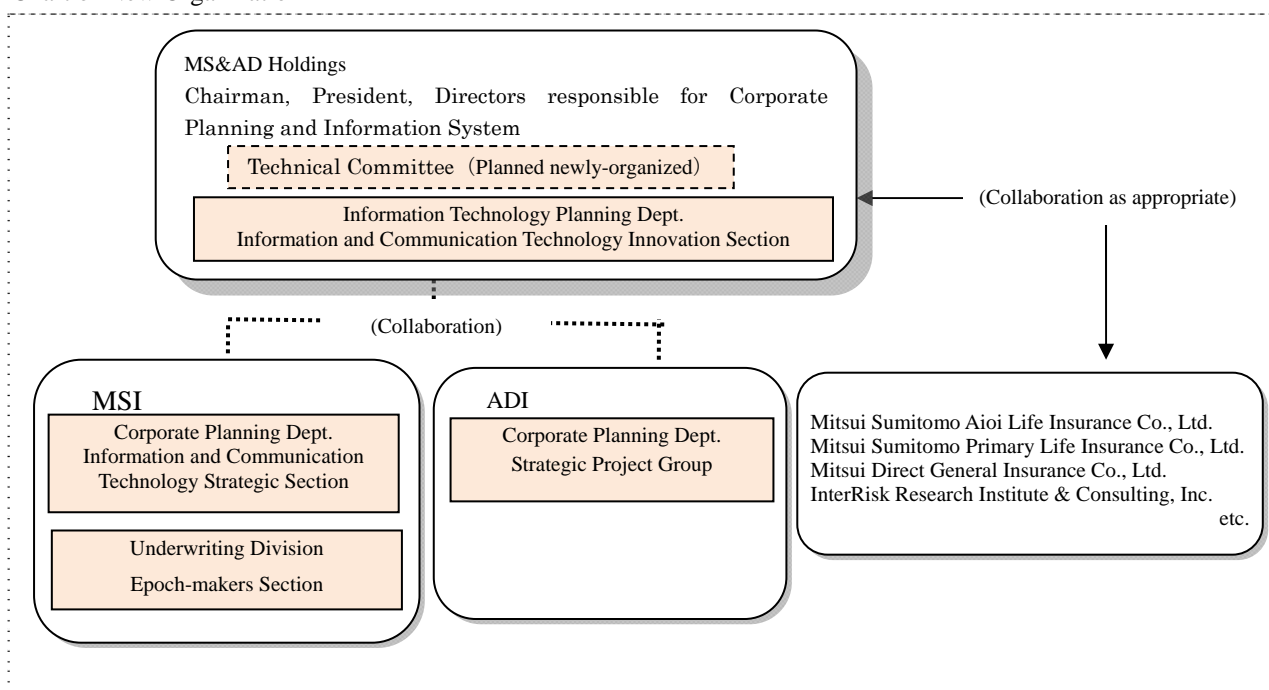 MS&AD Holdings
Chairman, President, Directors responsible for Corporate
Planning and Information System
Technical Committee（Planned newly-organized）
Information Technology Planning Dept.
Information and Communication Technology Innovation Section
(Collaboration as appropriate)
(Collaboration)
MSI
Corporate Planning Dept.
Information and Communication
Technology Strategic Section
Underwriting Division
Epoch-makers Section
ADI
Corporate Planning Dept.
Strategic Project Group
Mitsui Sumitomo Aioi Life Insurance Co., Ltd.
Mitsui Sumitomo Primary Life Insurance Co., Ltd.
Mitsui Direct General Insurance Co., Ltd.
InterRisk Research Institute & Consulting, Inc.
etc.